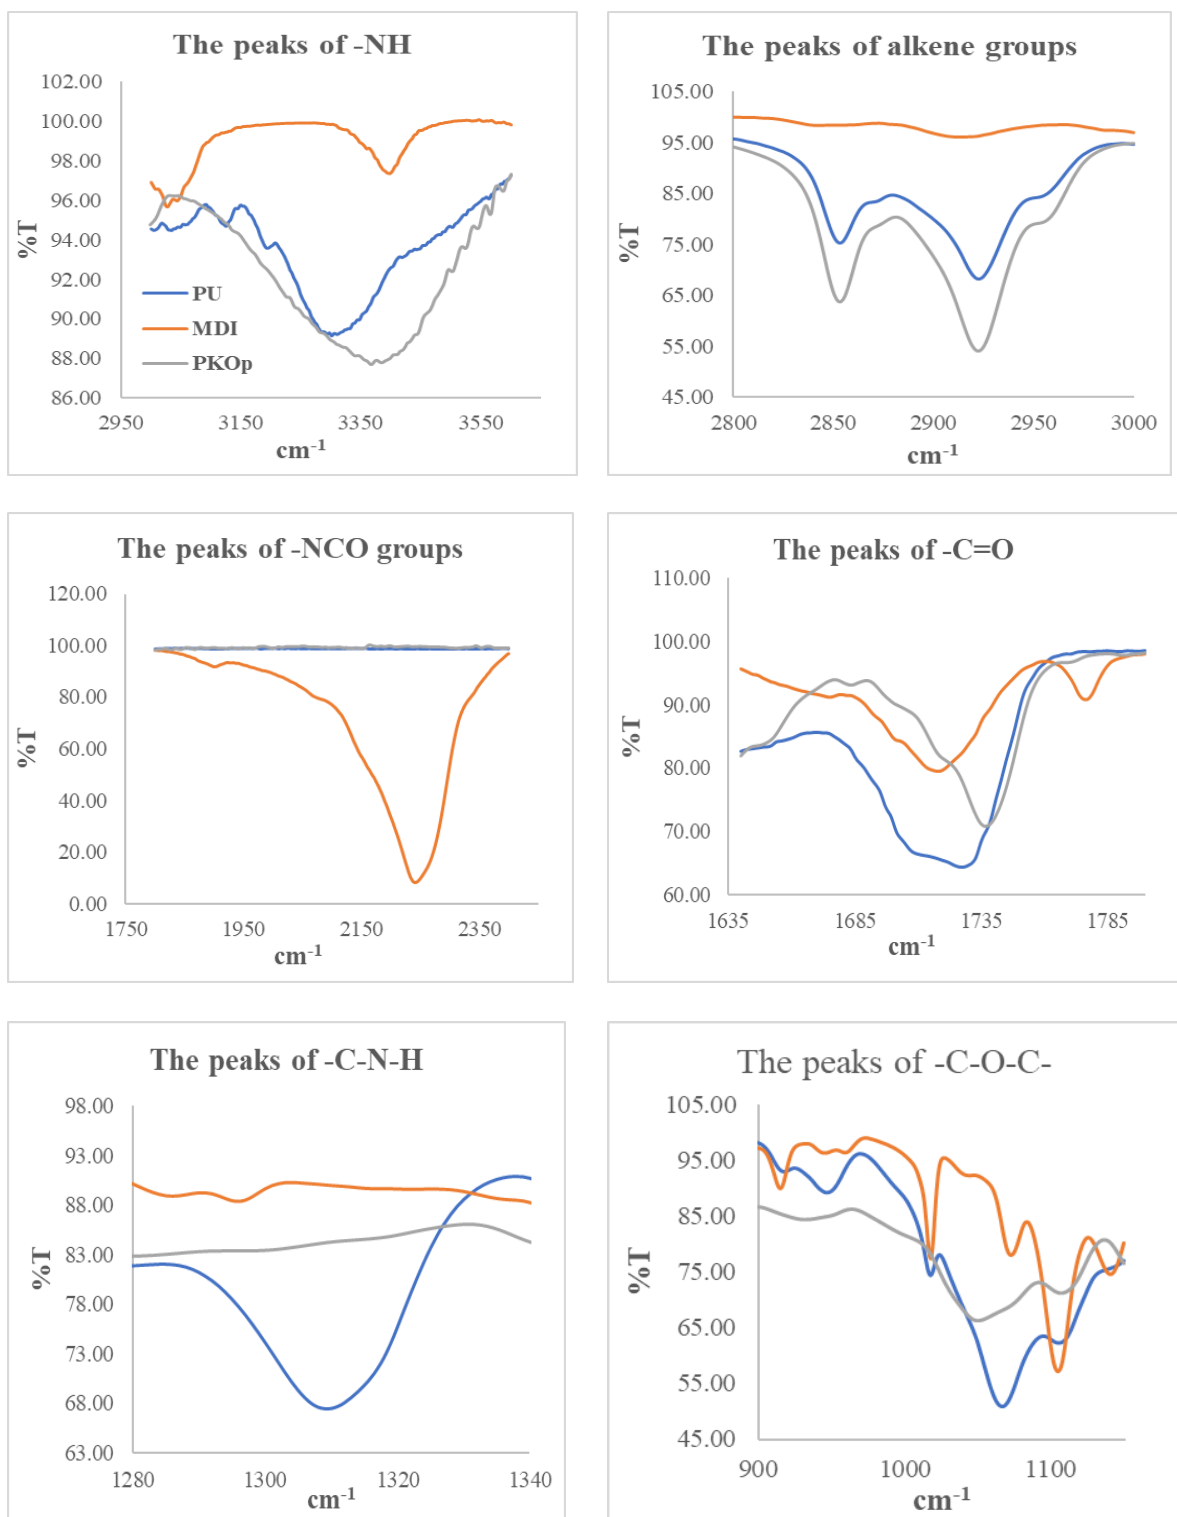 The peaks of -NH
102.00
100.00
98.00
96.00
94.00
92.00
90.00
88.00
86.00
%T
PU
MDI
PKOp
2950 3150 3350 3550
cm-1
The peaks of alkene groups
105.00
95.00
85.00
75.00
65.00
55.00
45.00
%T
2800 2850 2900 2950 3000
cm-1
The peaks of -NCO groups
120.00
100.00
80.00
60.00
40.00
20.00
0.00
%T
1750 1950 2150 2350
cm-1
The peaks of -C=O
110.00
100.00
90.00
80.00
70.00
60.00
%T
1635 1685 1735 1785
cm-1
The peaks of -C-N-H
98.00
93.00
88.00
83.00
78.00
73.00
68.00
63.00
%T
1280 1300 1320 1340
cm-1
The peaks of -C-O-C-
105.00
95.00
85.00
75.00
65.00
55.00
45.00
%T
900 1000 1100
cm-1